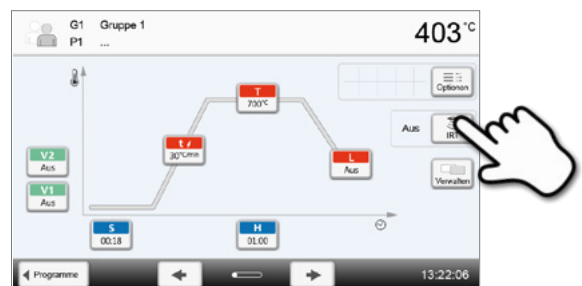 G1 Gruppe 1
P1 ...
403 °C
Optionen
T
700°C
Aus
IRT
t
30°C/min
V2
Aus
L
Aus
Verwalten
V1
Aus
S
00:18
H
01:00
Programme
13:22:06